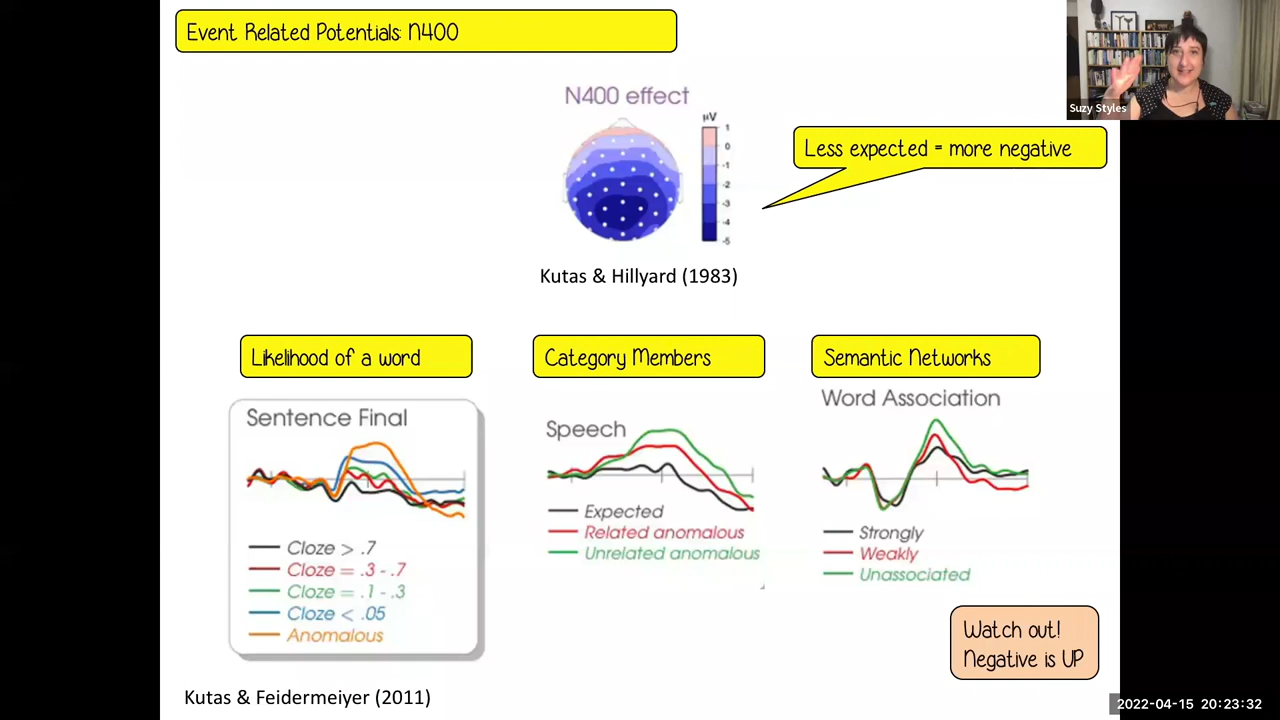 Event Related Potentials: N400
Suzy Styles
N400 effect
µV
1
0
-1
-2
-3
-4
-5
Less expected = more negative
Kutas & Hillyard (1983)
Likelihood of a word
Category Members
Semantic Networks
Sentence Final
Cloze > .7
Cloze = .3 - .7
Cloze = .1 - .3
Cloze < .05
Anomalous
Speech
Expected
Related anomalous
Unrelated anomalous
Word Association
Strongly
Weakly
Unassociated
Watch out!
Negative is UP
Kutas & Feidermeiyer (2011)
2022-04-15 20:23:32